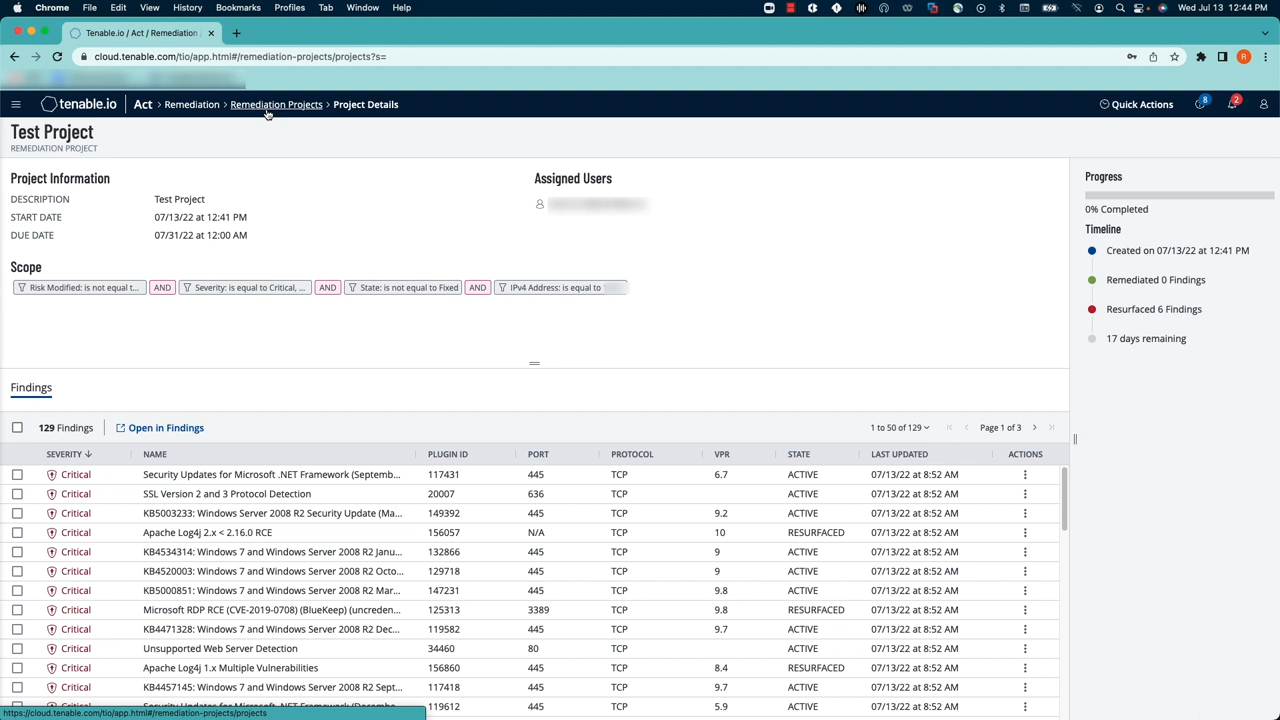 Chrome File Edit View History Bookmarks Profiles Tab Window Help Wed Jul 13 12:44 PM
Tenable.io / Act / Remediation
cloud.tenable.com/tio/app.html#/remediation-projects/projects?s= R
tenable.io Act > Remediation > Remediation Projects > Project Details Quick Actions 8 2
Test Project
REMEDIATION PROJECT
Project Information
DESCRIPTION Test Project
START DATE 07/13/22 at 12:41 PM
DUE DATE 07/31/22 at 12:00 AM
Assigned Users
Scope
Risk Modified: is not equal t... AND Severity: is equal to Critical, ... AND State: is not equal to Fixed AND IPv4 Address: is equal to
Progress
0% Completed
Timeline
Created on 07/13/22 at 12:41 PM
Remediated 0 Findings
Resurfaced 6 Findings
17 days remaining
Findings
129 Findings Open in Findings 1 to 50 of 129 Page 1 of 3
SEVERITY NAME PLUGIN ID PORT PROTOCOL VPR STATE LAST UPDATED ACTIONS
Critical Security Updates for Microsoft .NET Framework (Septemb... 117431 445 TCP 6.7 ACTIVE 07/13/22 at 8:52 AM
Critical SSL Version 2 and 3 Protocol Detection 20007 636 TCP ACTIVE 07/13/22 at 8:52 AM
Critical KB5003233: Windows Server 2008 R2 Security Update (Ma... 149392 445 TCP 9.2 ACTIVE 07/13/22 at 8:52 AM
Critical Apache Log4j 2.x < 2.16.0 RCE 156057 N/A TCP 10 RESURFACED 07/13/22 at 8:52 AM
Critical KB4534314: Windows 7 and Windows Server 2008 R2 Janu... 132866 445 TCP 9 ACTIVE 07/13/22 at 8:52 AM
Critical KB4520003: Windows 7 and Windows Server 2008 R2 Octo... 129718 445 TCP 9 ACTIVE 07/13/22 at 8:52 AM
Critical KB5000851: Windows 7 and Windows Server 2008 R2 Mar... 147231 445 TCP 9.8 ACTIVE 07/13/22 at 8:52 AM
Critical Microsoft RDP RCE (CVE-2019-0708) (BlueKeep) (uncreden... 125313 3389 TCP 9.8 RESURFACED 07/13/22 at 8:52 AM
Critical KB4471328: Windows 7 and Windows Server 2008 R2 Dec... 119582 445 TCP 9.7 ACTIVE 07/13/22 at 8:52 AM
Critical Unsupported Web Server Detection 34460 80 TCP ACTIVE 07/13/22 at 8:52 AM
Critical Apache Log4j 1.x Multiple Vulnerabilities 156860 445 TCP 8.4 RESURFACED 07/13/22 at 8:52 AM
Critical KB4457145: Windows 7 and Windows Server 2008 R2 Sept... 117418 445 TCP 9.7 ACTIVE 07/13/22 at 8:52 AM
Critical Security Updates for Microsoft .NET Framework (Decembe... 119612 445 TCP 5.9 ACTIVE 07/13/22 at 8:52 AM
https://cloud.tenable.com/tio/app.html#/remediation-projects/projects